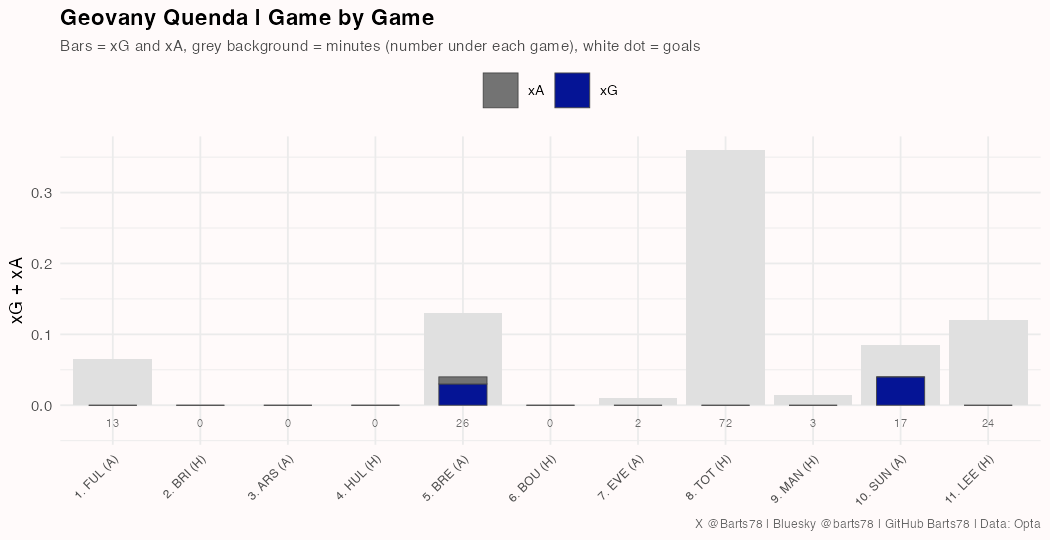 Geovany Quenda | Game by Game
Bars = xG and xA, grey background = minutes (number under each game), white dot = goals
xA xG
xG + xA
0.3
0.2
0.1
0.0
13 0 0 0 26 0 2 72 3 17 24
1. FUL (A) 2. BRI (H) 3. ARS (A) 4. HUL (H) 5. BRE (A) 6. BOU (H) 7. EVE (A) 8. TOT (H) 9. MAN (H) 10. SUN (A) 11. LEE (H)
X @Barts78 | Bluesky @barts78 | GitHub Barts78 | Data: Opta